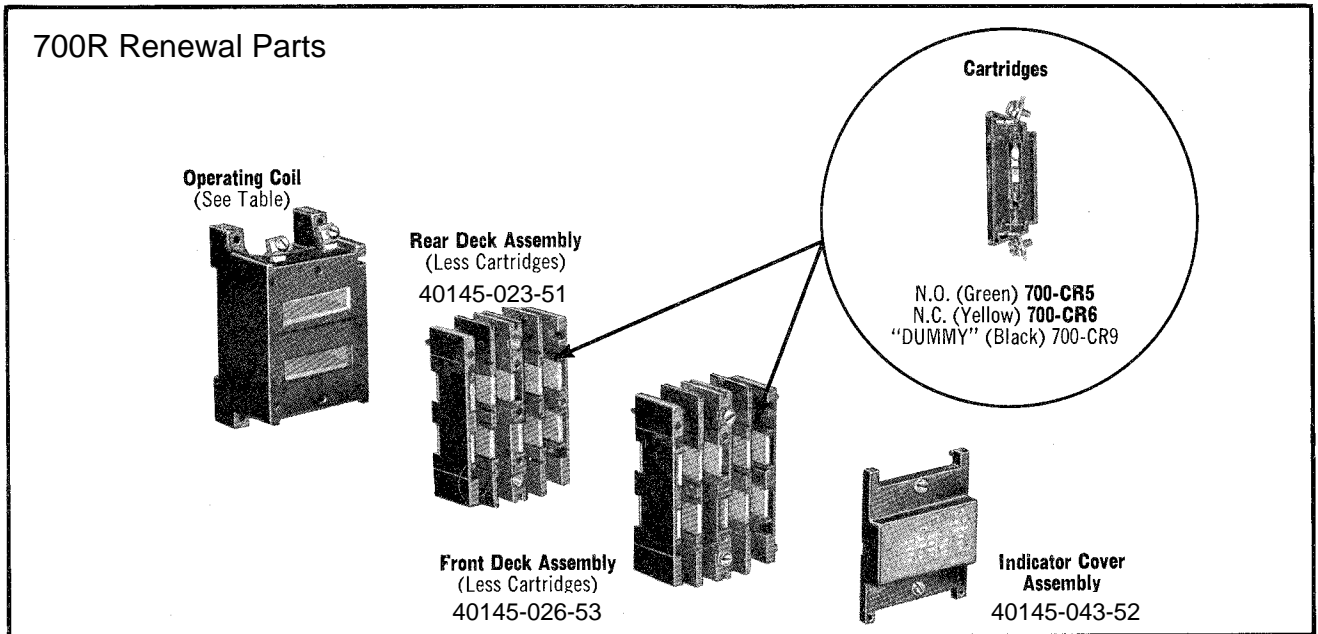 700R Renewal Parts
Cartridges
N.O. (Green) 700-CR5
N.C. (Yellow) 700-CR6
"DUMMY" (Black) 700-CR9
Operating Coil
(See Table)
Rear Deck Assembly
(Less Cartridges)
40145-023-51
Front Deck Assembly
(Less Cartridges)
40145-026-53
Indicator Cover
Assembly
40145-043-52